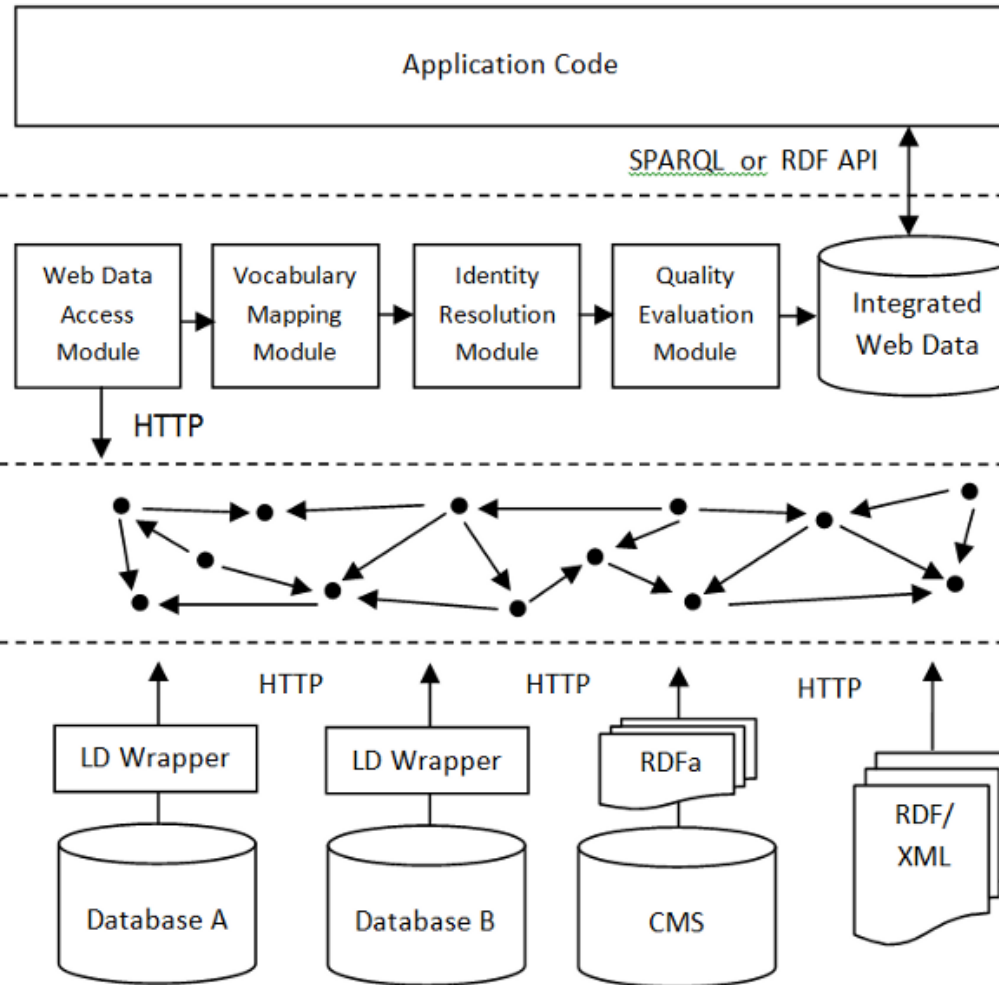 Application Code
SPARQL or RDF API
Web Data
Access
Module
Vocabulary
Mapping
Module
Identity
Resolution
Module
Quality
Evaluation
Module
Integrated
Web Data
HTTP
HTTP
HTTP
HTTP
LD Wrapper
LD Wrapper
RDFa
RDF/
XML
Database A
Database B
CMS